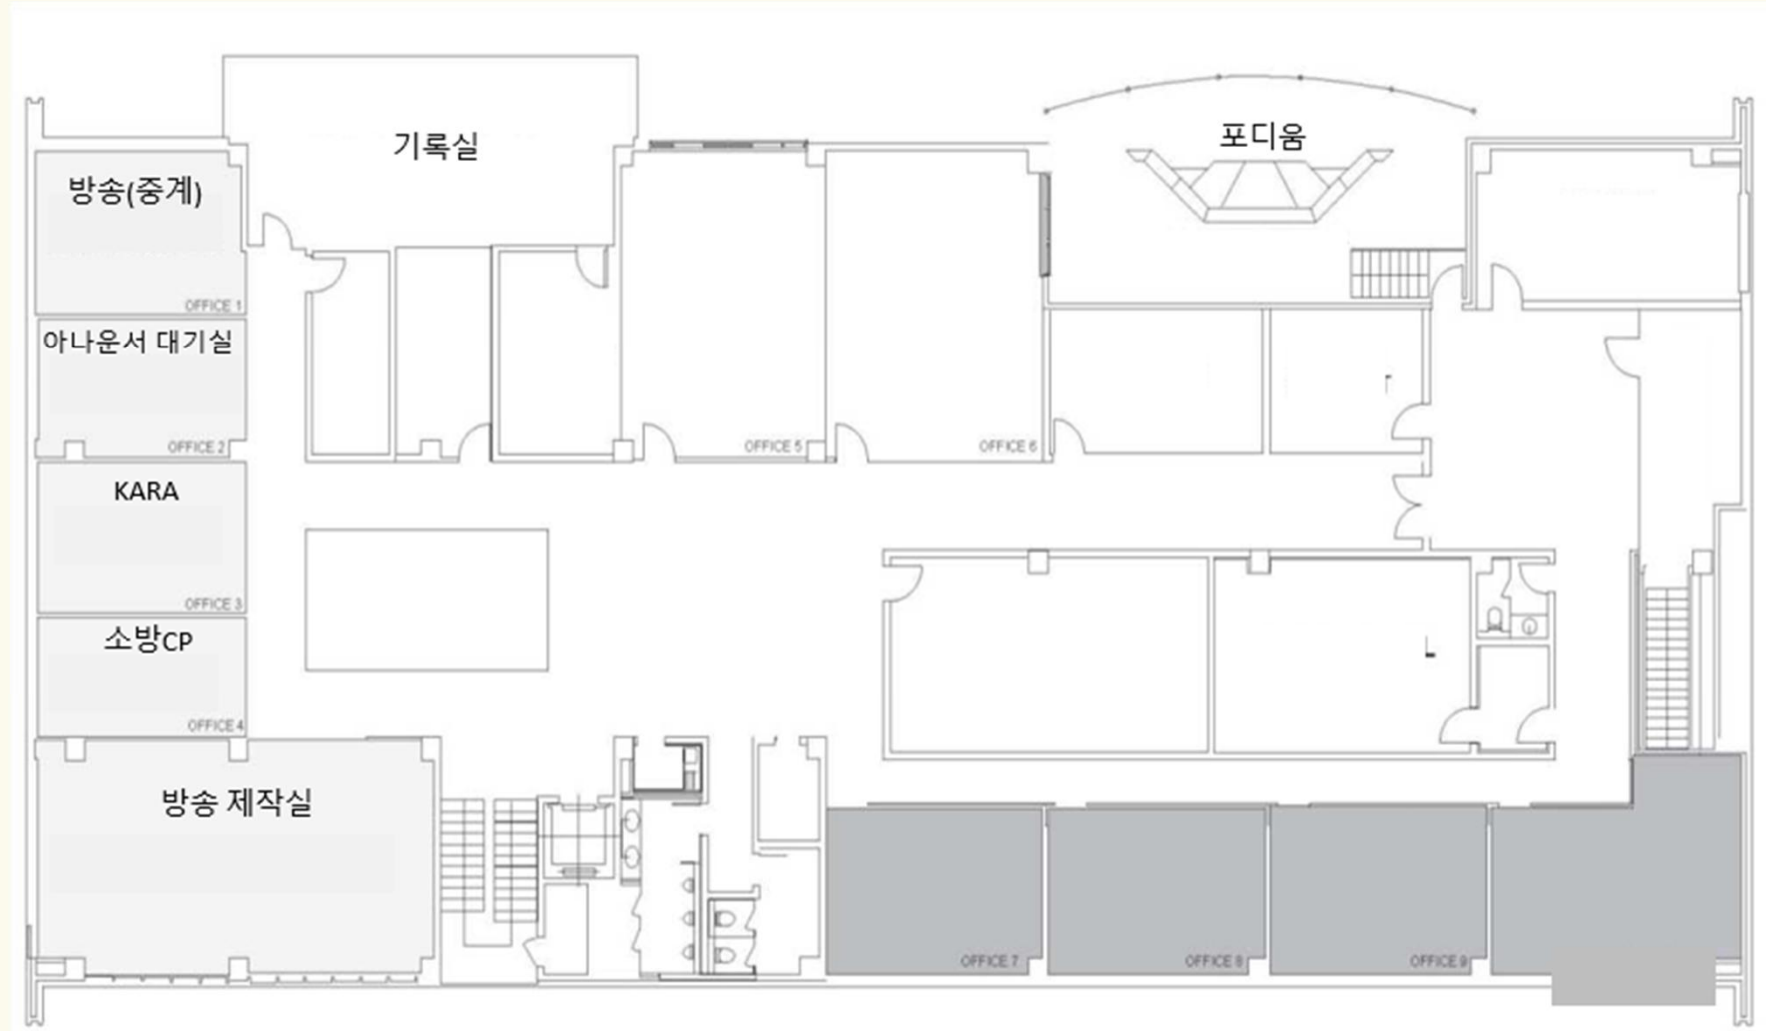 기록실
포디움
방송(중계)
OFFICE 1
아나운서 대기실
OFFICE 2
OFFICE 5
OFFICE 6
KARA
OFFICE 3
소방CP
OFFICE 4
방송 제작실
OFFICE 7
OFFICE 8
OFFICE 9